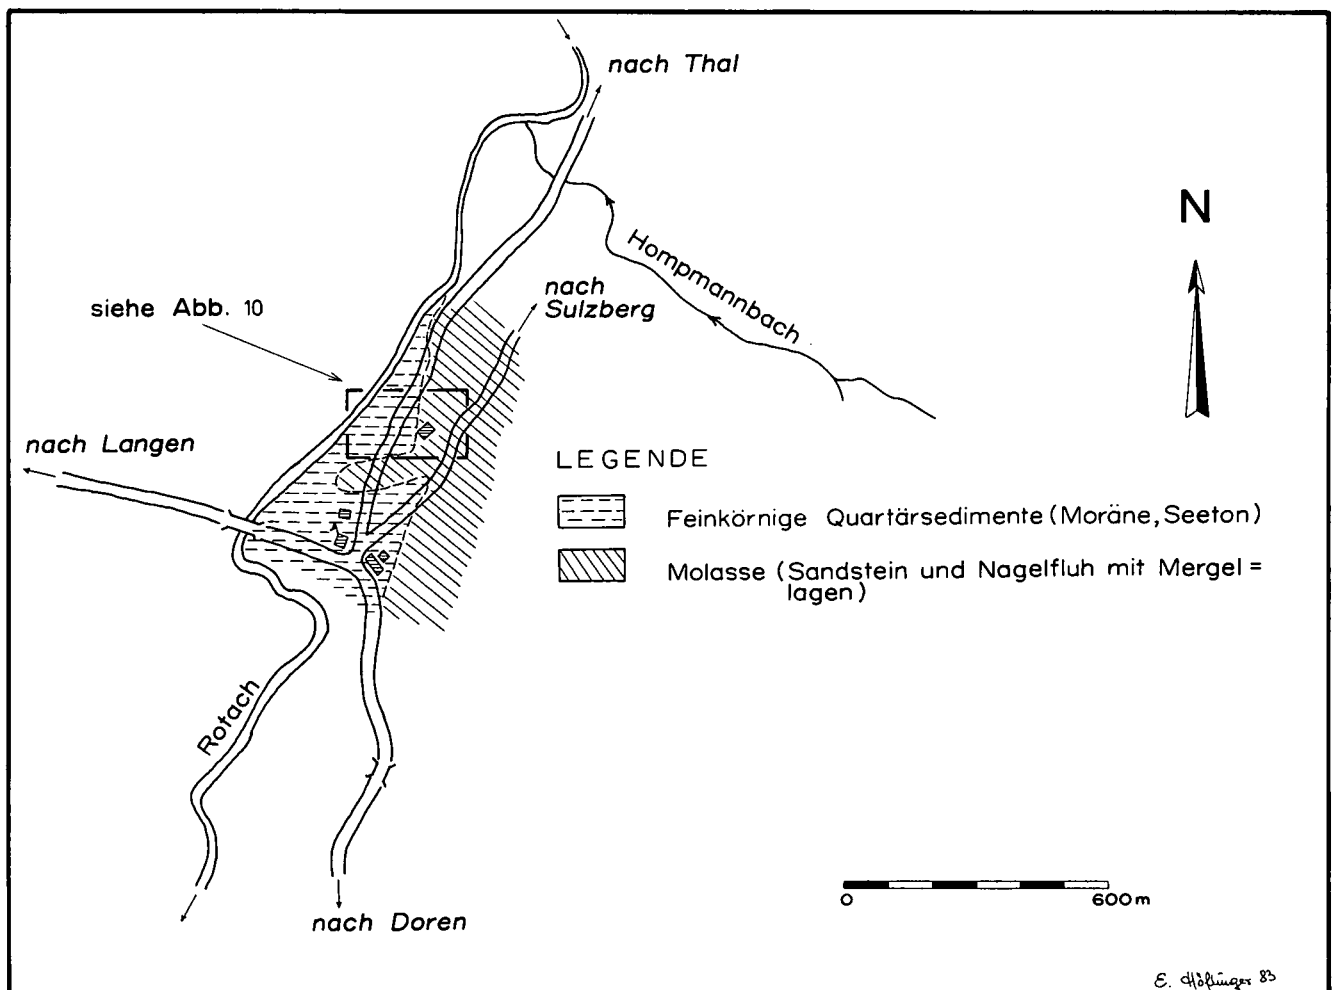 nach Thal
N
Hompmannbach
nach
Sulzberg
siehe Abb. 10
nach Langen
LEGENDE
Feinkörnige Quartärsedimente (Moräne, Seeton)
Molasse (Sandstein und Nagelfluh mit Mergel =
lagen)
Rotach
0 600 m
nach Doren
E. Höflinger 83